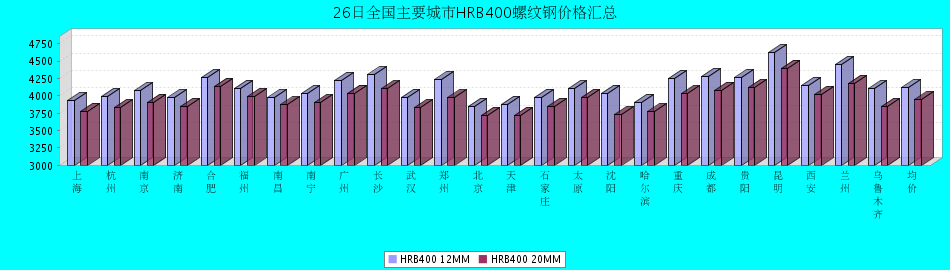 26日全国主要城市HRB400螺纹钢价格汇总
4750
4500
4250
4000
3750
3500
3250
3000
上海
杭州
南京
济南
合肥
福州
南昌
南宁
广州
长沙
武汉
郑州
北京
天津
石家庄
太原
沈阳
哈尔滨
重庆
成都
贵阳
昆明
西安
兰州
乌鲁木齐
均价
HRB400 12MM HRB400 20MM